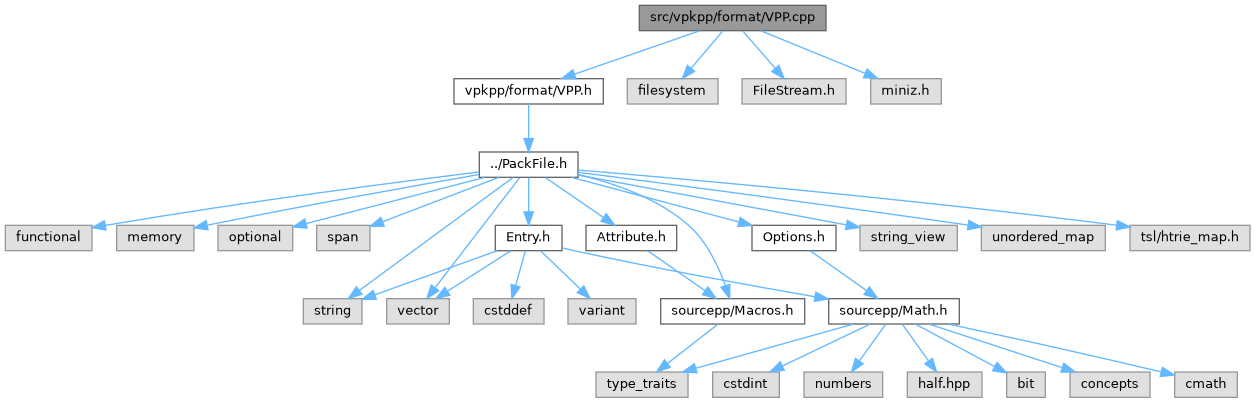 src/vpkpp/format/VPP.cpp
vpkpp/format/VPP.h
filesystem
FileStream.h
miniz.h
../PackFile.h
functional
memory
optional
span
Entry.h
Attribute.h
Options.h
string_view
unordered_map
tsl/htrie_map.h
string
vector
cstddef
variant
sourcepp/Macros.h
sourcepp/Math.h
type_traits
cstdint
numbers
half.hpp
bit
concepts
cmath